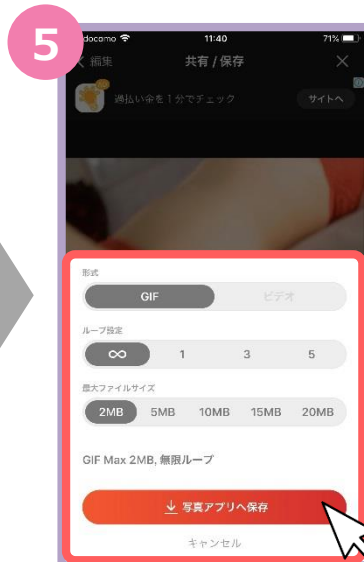 5
docomo 11:40 71%
編集 共有 / 保存
過払い金を1分でチェック サイトへ
形式
GIF ビデオ
ループ設定
∞ 1 3 5
最大ファイルサイズ
2MB 5MB 10MB 15MB 20MB
GIF Max 2MB, 無限ループ
写真アプリへ保存
キャンセル